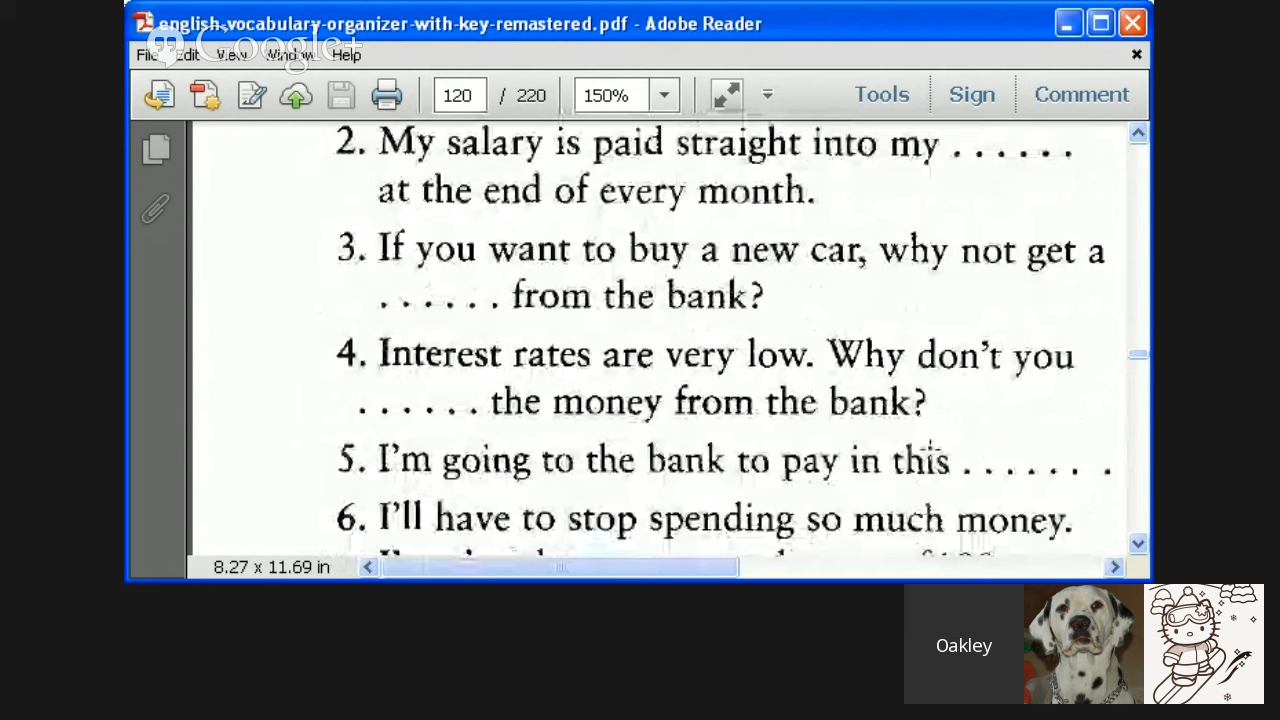 english-vocabulary-organizer-with-key-remastered.pdf - Adobe Reader
Google+
File Edit View Window Help
120 / 220 150% Tools Sign Comment
2. My salary is paid straight into my . . . . . .
at the end of every month.
3. If you want to buy a new car, why not get a
. . . . . . from the bank?
4. Interest rates are very low. Why don't you
. . . . . . the money from the bank?
5. I'm going to the bank to pay in this . . . . . . .
6. I'll have to stop spending so much money.
8.27 x 11.69 in
Oakley